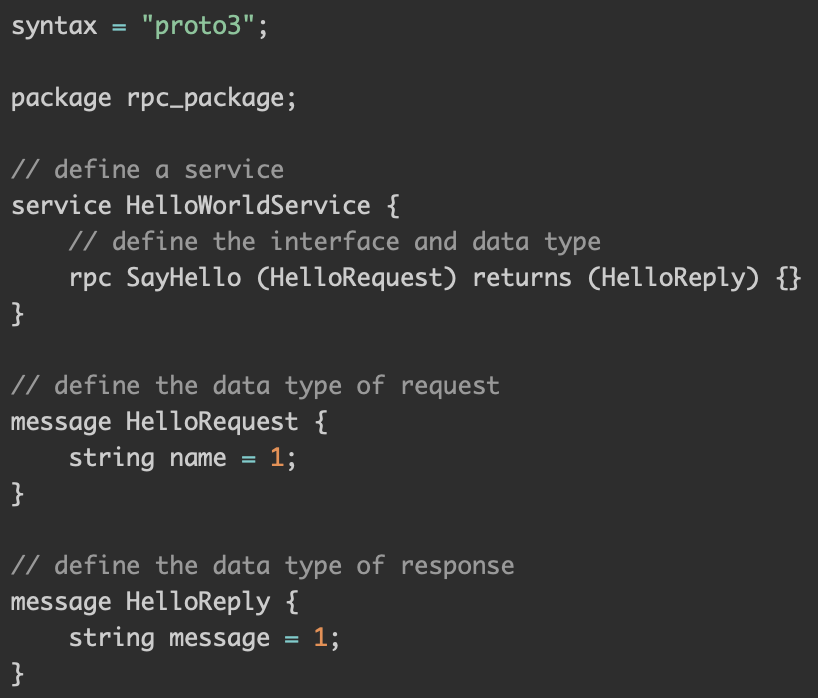 syntax = "proto3";
package rpc_package;
// define a service
service HelloWorldService {
    // define the interface and data type
    rpc SayHello (HelloRequest) returns (HelloReply) {}
}
// define the data type of request
message HelloRequest {
    string name = 1;
}
// define the data type of response
message HelloReply {
    string message = 1;
}